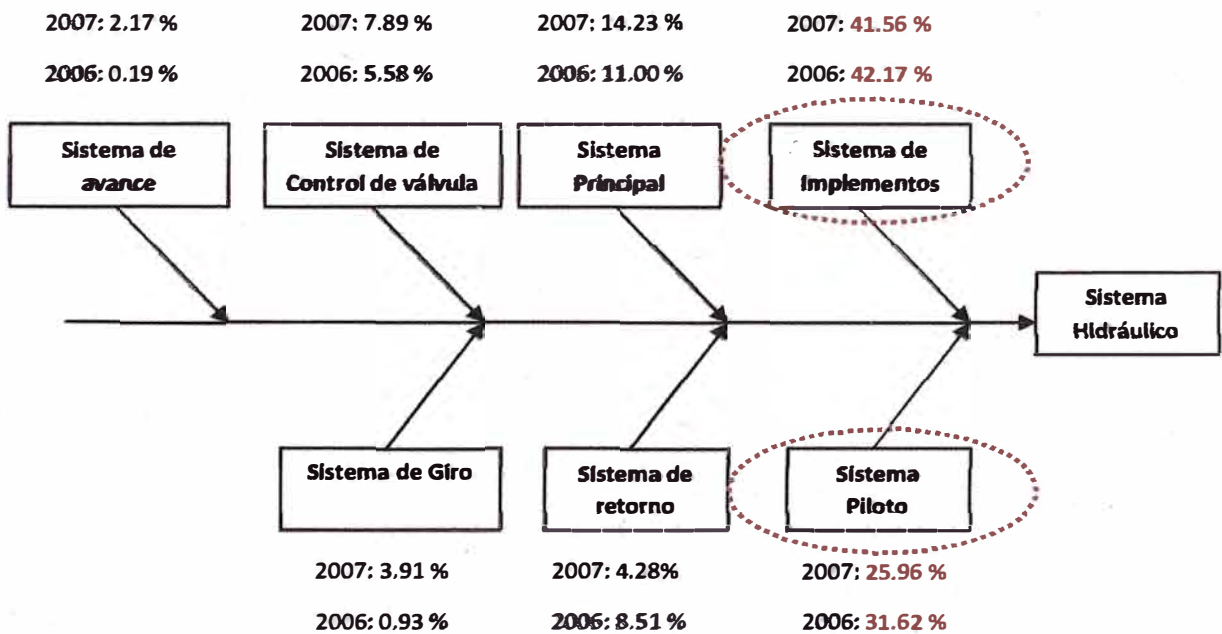 2007: 2.17 %
2007: 7.89 %
2007: 14.23 %
2007: 41.56 %
2006: 0.19 %
2006: 5.58 %
2006: 11.00 %
2006: 42.17 %
Sistema de
avance
Sistema de
Control de válvula
Sistema
Principal
Sistema de
Implementos
Sistema
Hidráulico
Sistema de Giro
Sistema de
retorno
Sistema
Piloto
2007: 3.91 %
2007: 4.28%
2007: 25.96 %
2006: 0.93 %
2006: 8.51 %
2006: 31.62 %